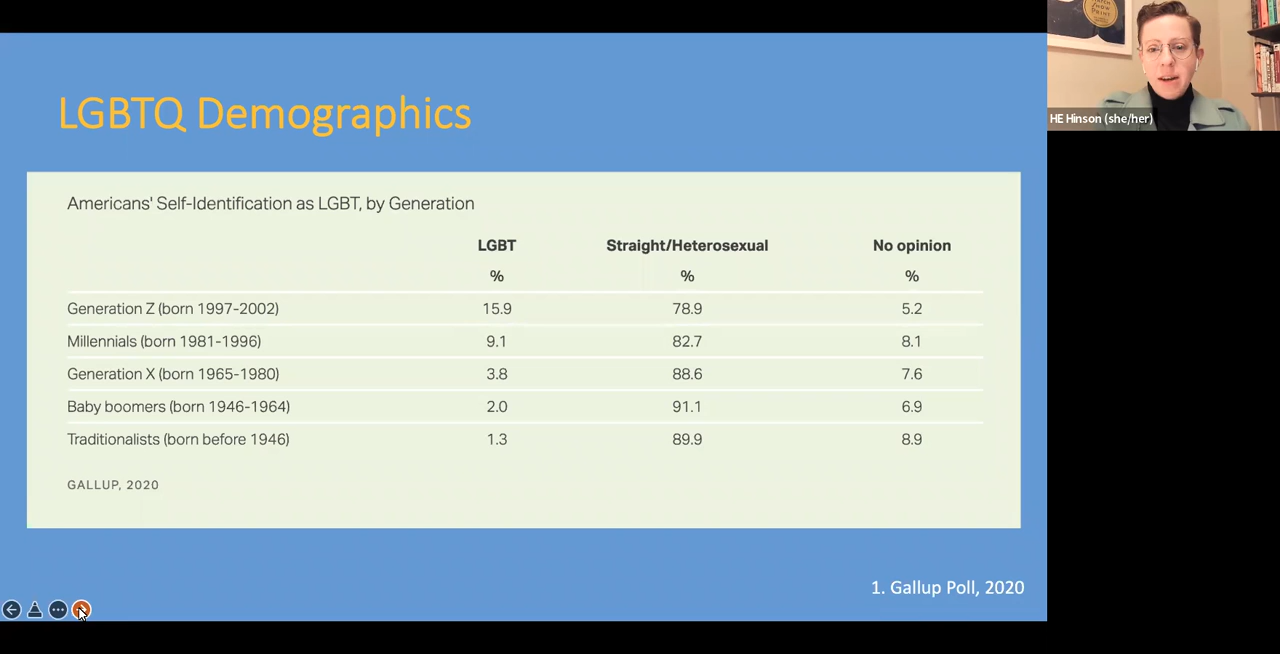 LGBTQ Demographics
Americans' Self-Identification as LGBT, by Generation
LGBT Straight/Heterosexual No opinion
% % %
Generation Z (born 1997-2002) 15.9 78.9 5.2
Millennials (born 1981-1996) 9.1 82.7 8.1
Generation X (born 1965-1980) 3.8 88.6 7.6
Baby boomers (born 1946-1964) 2.0 91.1 6.9
Traditionalists (born before 1946) 1.3 89.9 8.9
GALLUP, 2020
1. Gallup Poll, 2020
HE Hinson (she/her)